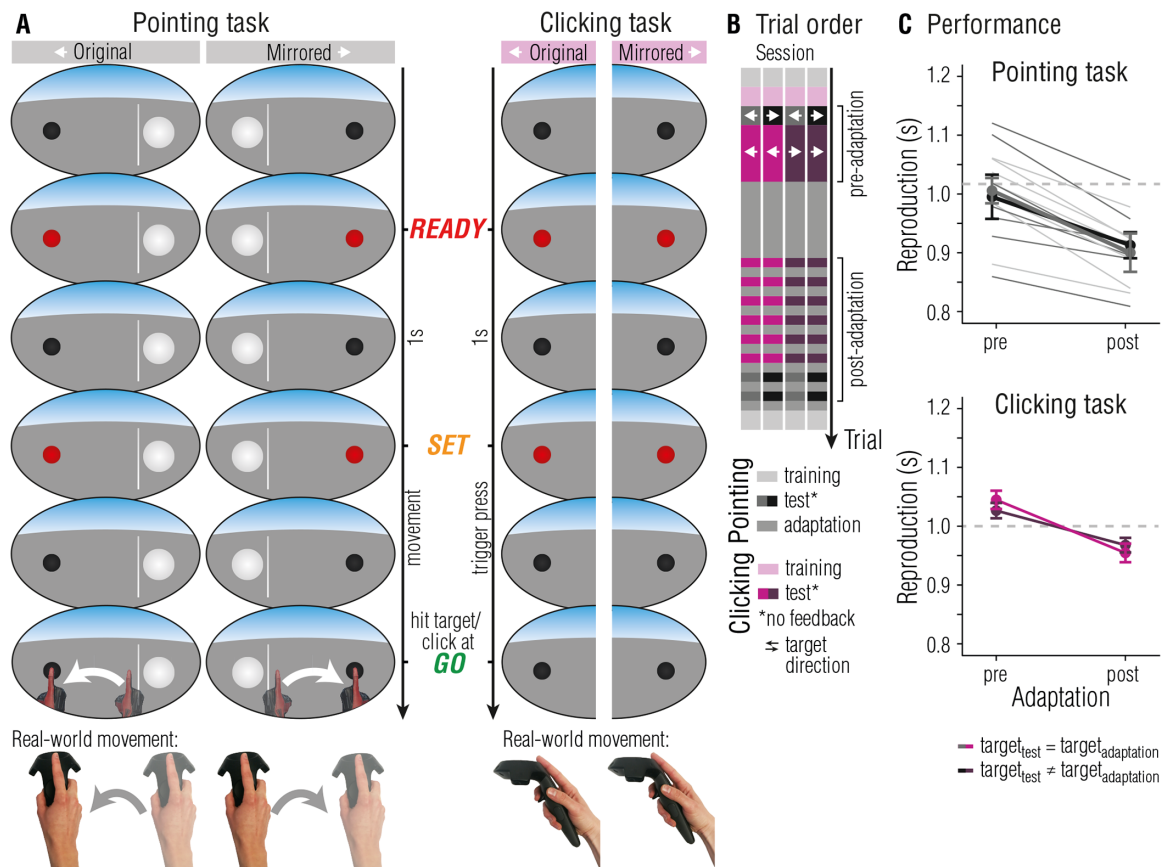 A
Pointing task
Original
Mirrored
READY
1s
SET
movement
hit target/
click at
GO
Real-world movement:
Clicking task
Original
Mirrored
1s
trigger press
Real-world movement:
B Trial order
Session
pre-adaptation
post-adaptation
Trial
Pointing
training
test*
adaptation
Clicking
training
test*
*no feedback
target
direction
C Performance
Pointing task
Reproduction (s)
1.2
1.1
1.0
0.9
0.8
pre
post
Clicking task
Reproduction (s)
1.2
1.1
1.0
0.9
0.8
pre
post
Adaptation
target_test = target_adaptation
target_test ≠ target_adaptation